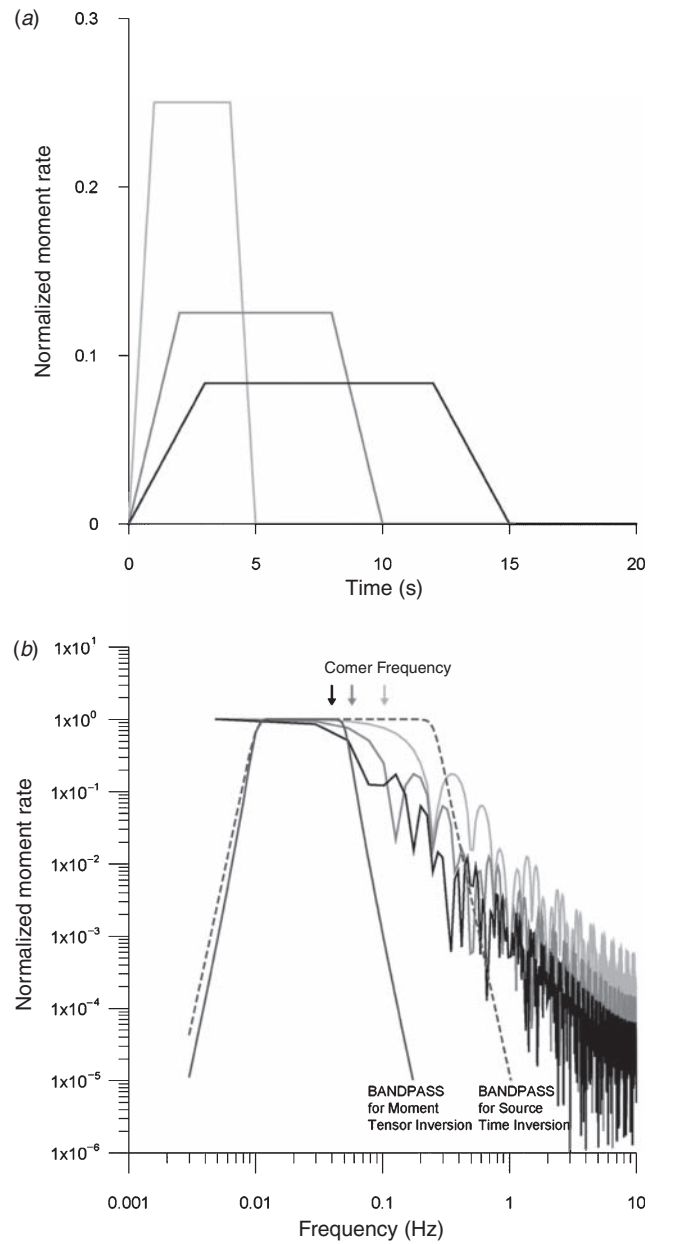 (a)
0.3
0.2
0.1
0
Normalized moment rate
0 5 10 15 20
Time (s)
(b)
1x10¹
1x10⁰
1x10⁻¹
1x10⁻²
1x10⁻³
1x10⁻⁴
1x10⁻⁵
1x10⁻⁶
Normalized moment rate
Comer Frequency
BANDPASS
for Moment
Tensor Inversion
BANDPASS
for Source
Time Inversion
0.001 0.01 0.1 1 10
Frequency (Hz)